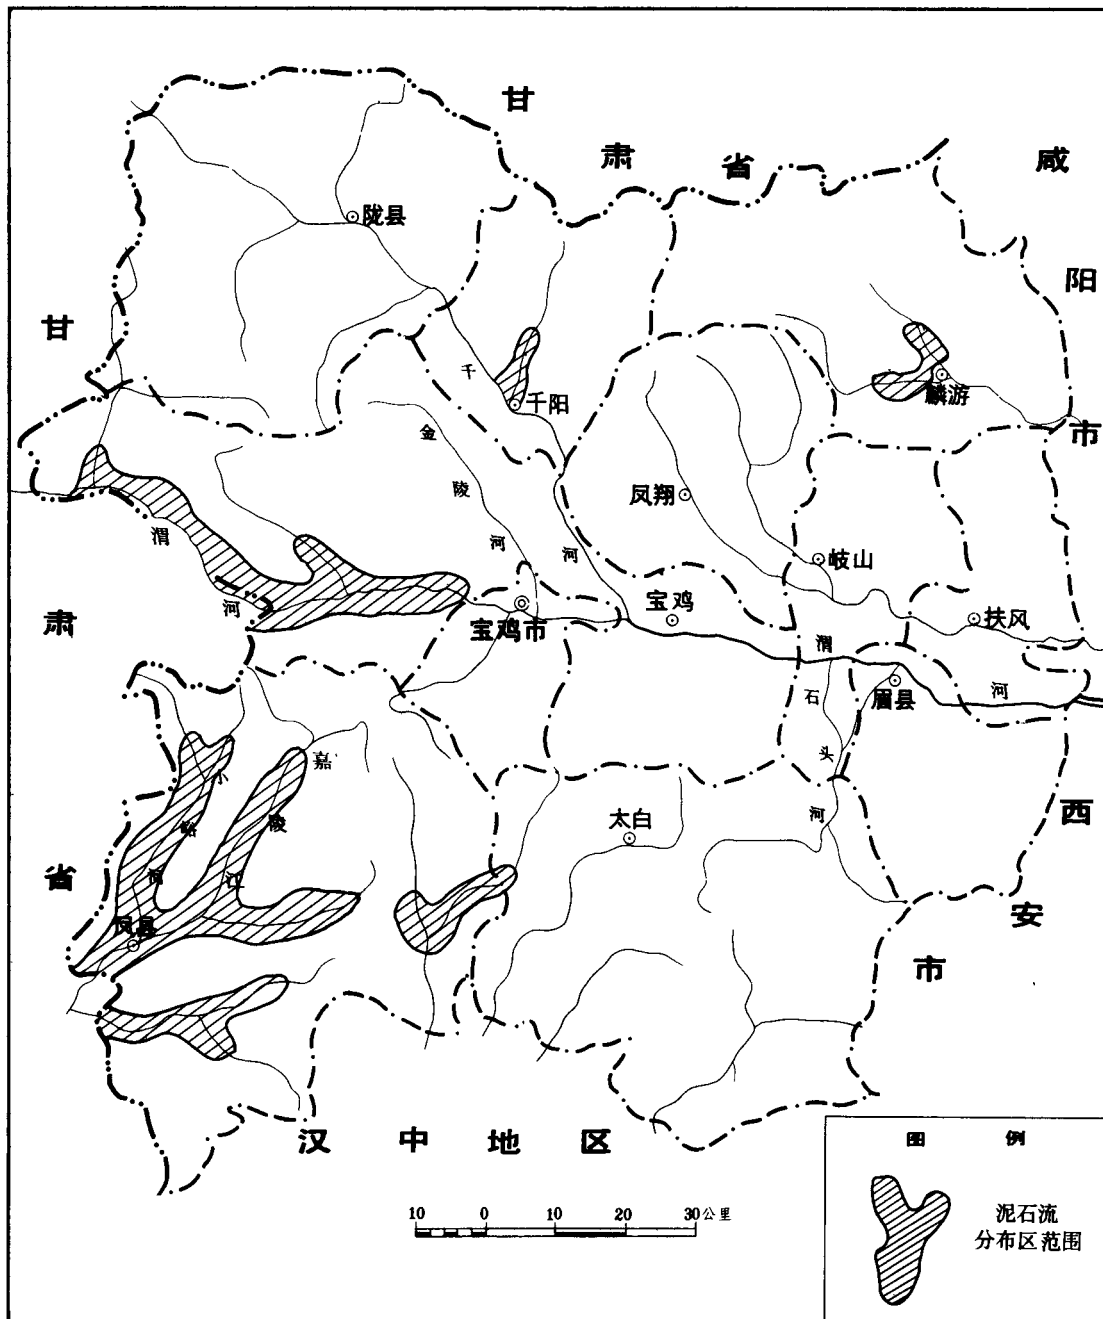 甘
肃 省
咸
阳
市
陇县
甘
肃
省
千
千阳
麟游
金
陵
河
河
凤翔
岐山
渭
河
宝鸡
宝鸡市
扶风
渭
河
眉县
石
头
河
嘉
陵
江
小
峪
河
凤县
太白
西
安
市
汉 中 地 区
10 0 10 20 30公里
图 例
泥石流
分布区范围